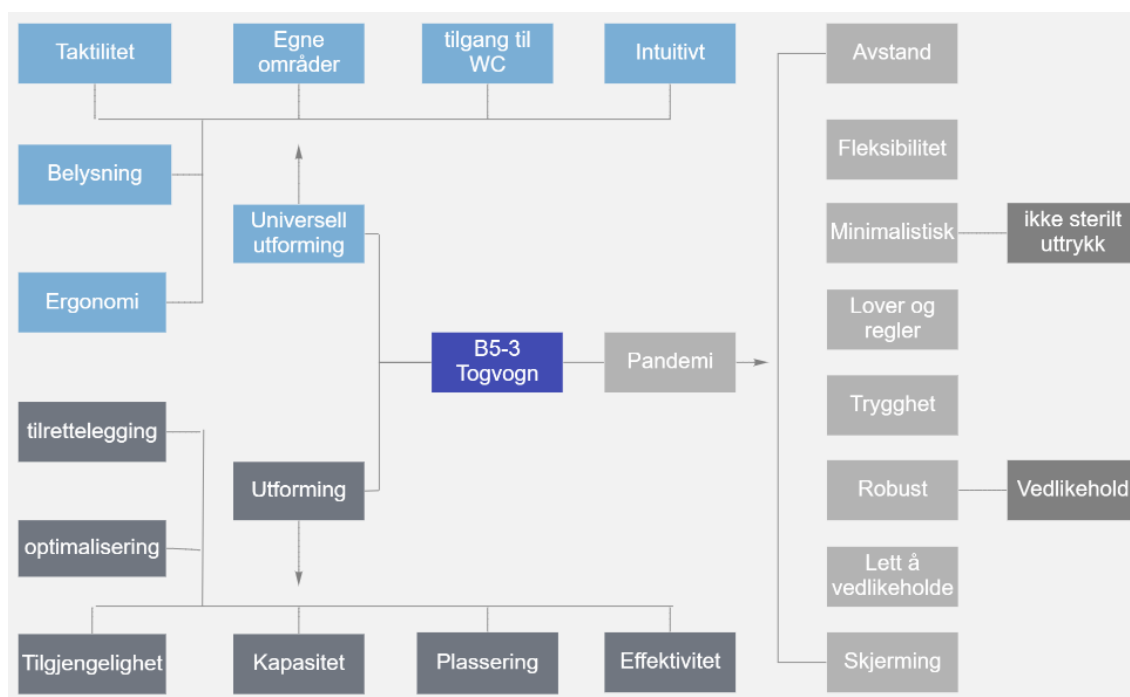 Taktilitet
Egne
områder
tilgang til
WC
Intuitivt
Avstand
Belysning
Fleksibilitet
Universell
utforming
Minimalistisk
ikke sterilt
uttrykk
Ergonomi
Lover og
regler
B5-3
Togvogn
Pandemi
tilrettelegging
Trygghet
Utforming
Robust
Vedlikehold
optimalisering
Lett å
vedlikeholde
Tilgjengelighet
Kapasitet
Plassering
Effektivitet
Skjerming